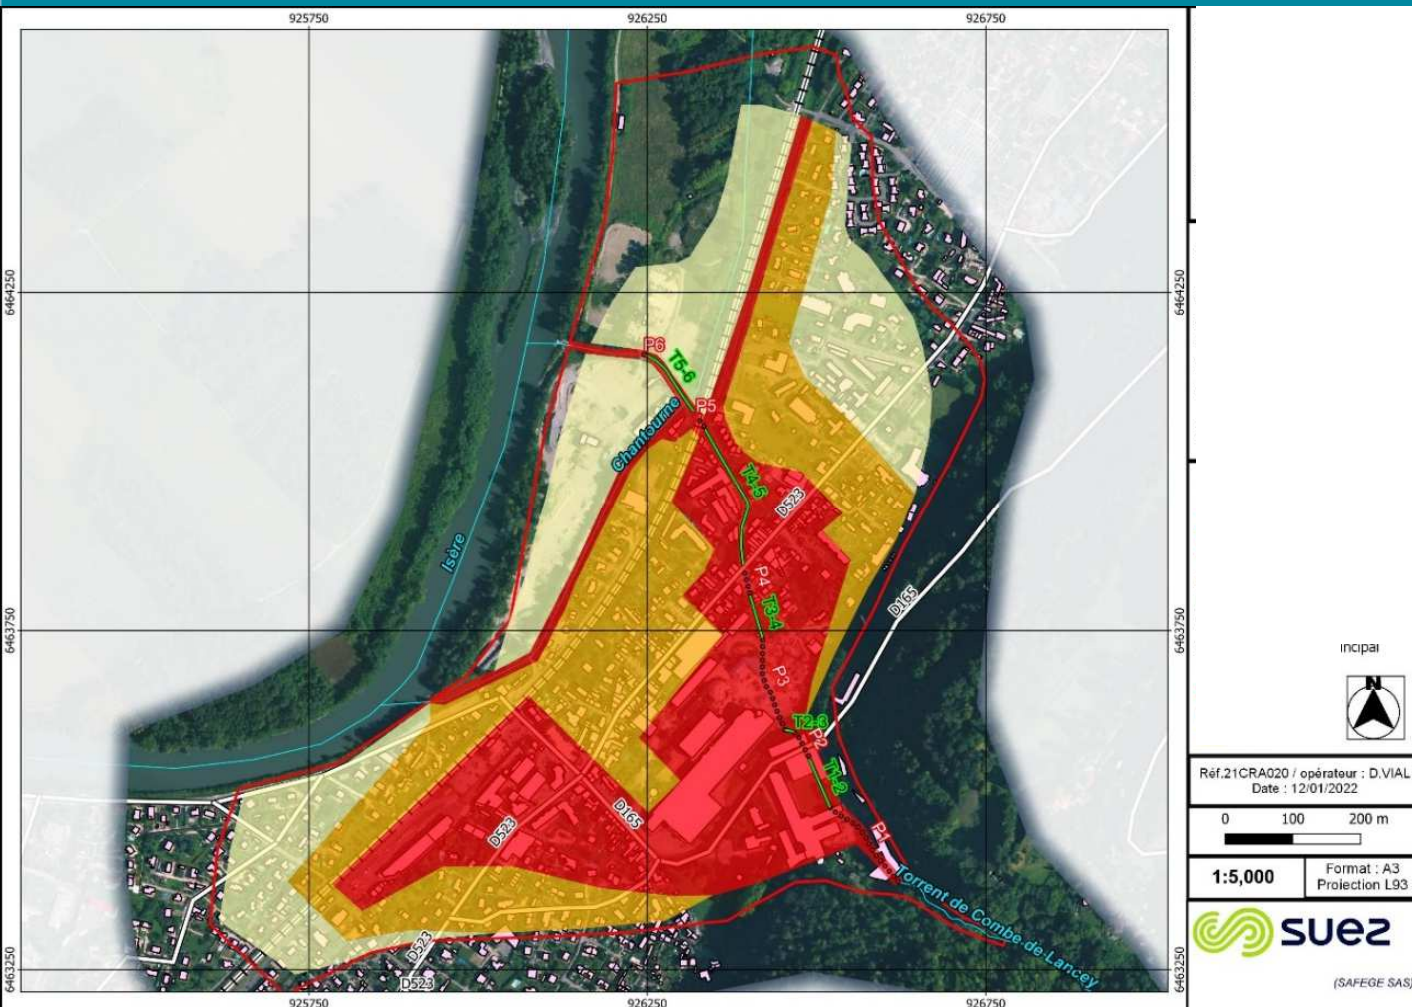 925750
926250
926750
6464250
6464250
P6
T5-6
P5
Chantourne
T4-5
D523
Isère
P4
T3-4
D165
6463750
6463750
P3
T2-3
P2
T1-2
D165
D523
P1
Torrent de Combe de Lancey
D523
D523
6463250
6463250
925750
926250
926750
incipal
N
Réf.21CRA020 / opérateur : D.VIAL
Date : 12/01/2022
0 100 200 m
1:5,000
Format : A3
Projection L93
suez
(SAFEGE SAS)